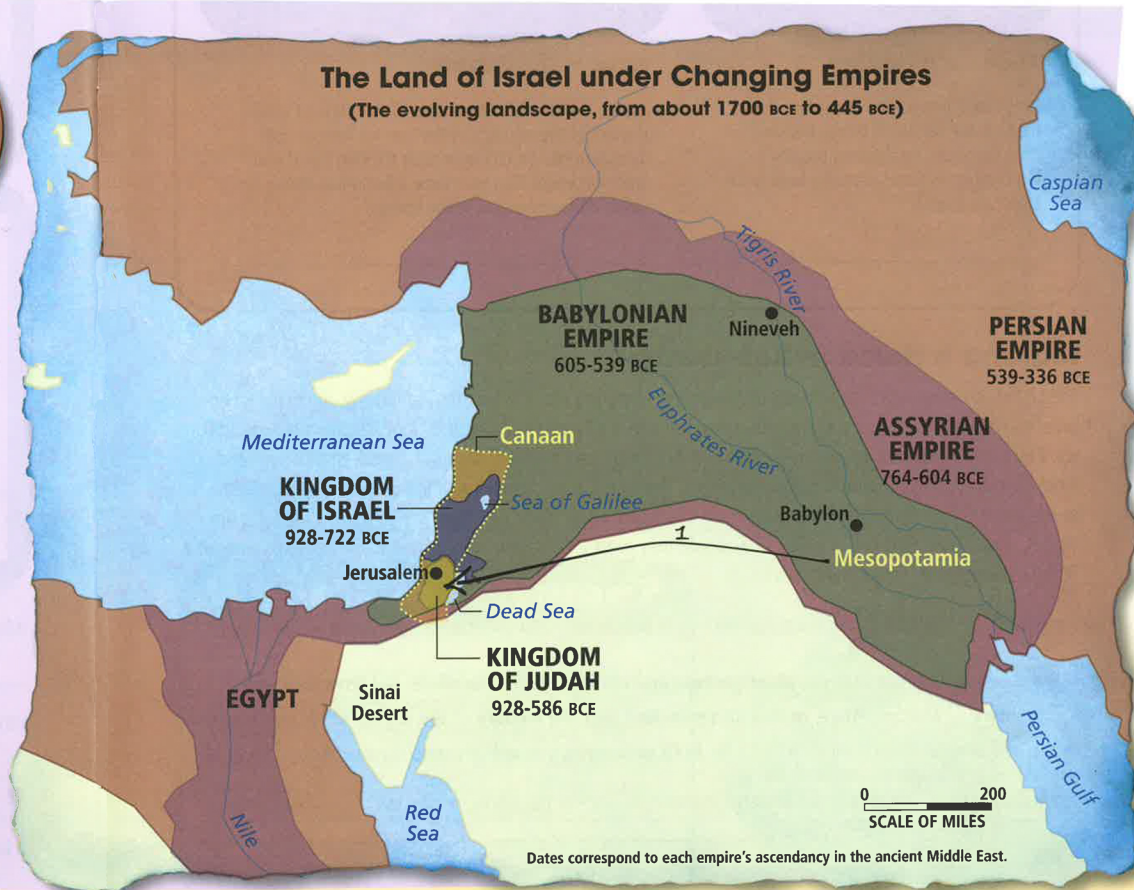 The Land of Israel under Changing Empires
(The evolving landscape, from about 1700 BCE to 445 BCE)
Caspian
Sea
Tigris River
BABYLONIAN
EMPIRE
605-539 BCE
Nineveh
PERSIAN
EMPIRE
539-336 BCE
Euphrates River
Mediterranean Sea
Canaan
ASSYRIAN
EMPIRE
764-604 BCE
KINGDOM
OF ISRAEL
928-722 BCE
Sea of Galilee
Babylon
1
Mesopotamia
Jerusalem
Dead Sea
KINGDOM
OF JUDAH
928-586 BCE
EGYPT
Sinai
Desert
Persian Gulf
Nile
Red
Sea
0 200
SCALE OF MILES
Dates correspond to each empire's ascendancy in the ancient Middle East.